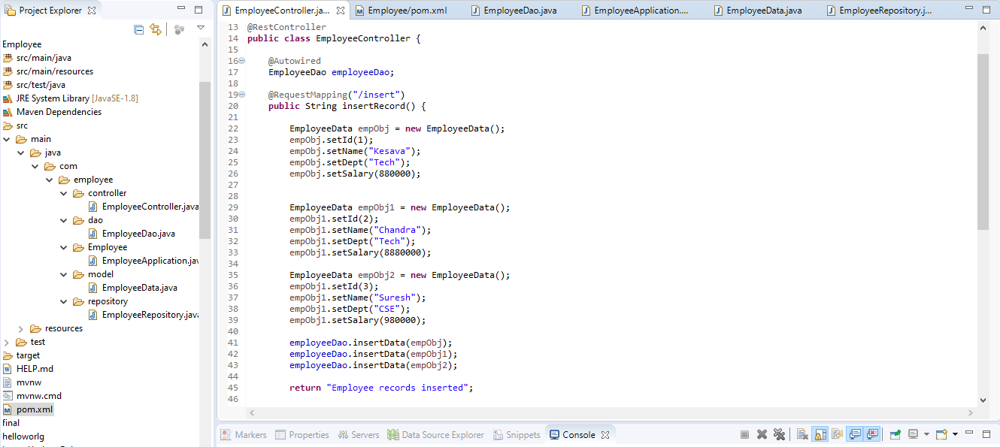 Project Explorer
Employee
src/main/java
src/main/resources
src/test/java
JRE System Library [JavaSE-1.8]
Maven Dependencies
src
main
java
com
employee
controller
EmployeeController.java
dao
EmployeeDao.java
Employee
EmployeeApplication.jav
model
EmployeeData.java
repository
EmployeeRepository.java
resources
test
target
HELP.md
mvnw
mvnw.cmd
pom.xml
final
helloworlg
EmployeeController.ja... Employee/pom.xml EmployeeDao.java EmployeeApplication.... EmployeeData.java EmployeeRepository.j...
13 @RestController
14 public class EmployeeController {
15
16 @Autowired
17 EmployeeDao employeeDao;
18
19 @RequestMapping("/insert")
20 public String insertRecord() {
21
22 EmployeeData empObj = new EmployeeData();
23 empObj.setId(1);
24 empObj.setName("Kesava");
25 empObj.setDept("Tech");
26 empObj.setSalary(880000);
27
28
29 EmployeeData empObj1 = new EmployeeData();
30 empObj1.setId(2);
31 empObj1.setName("Chandra");
32 empObj1.setDept("Tech");
33 empObj1.setSalary(8880000);
34
35 EmployeeData empObj2 = new EmployeeData();
36 empObj1.setId(3);
37 empObj1.setName("Suresh");
38 empObj1.setDept("CSE");
39 empObj1.setSalary(980000);
40
41 employeeDao.insertData(empObj);
42 employeeDao.insertData(empObj1);
43 employeeDao.insertData(empObj2);
44
45 return "Employee records inserted";
46
Markers Properties Servers Data Source Explorer Snippets Console